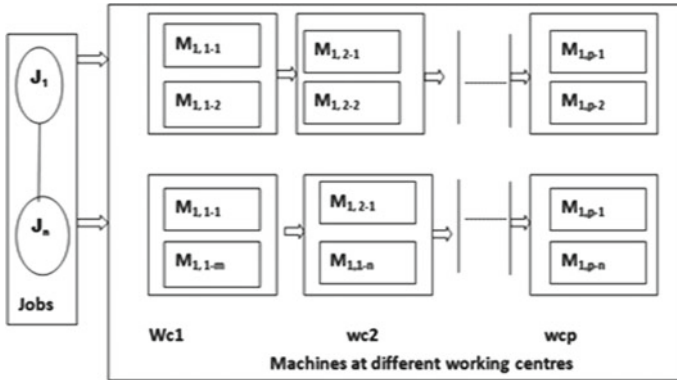 J1
Jn
Jobs
M1, 1-1
M1, 1-2
M1, 2-1
M1, 2-2
M1,p-1
M1,p-2
M1, 1-1
M1, 1-m
M1, 2-1
M1,1-n
M1,p-1
M1,p-n
Wc1 wc2 wcp
Machines at different working centres